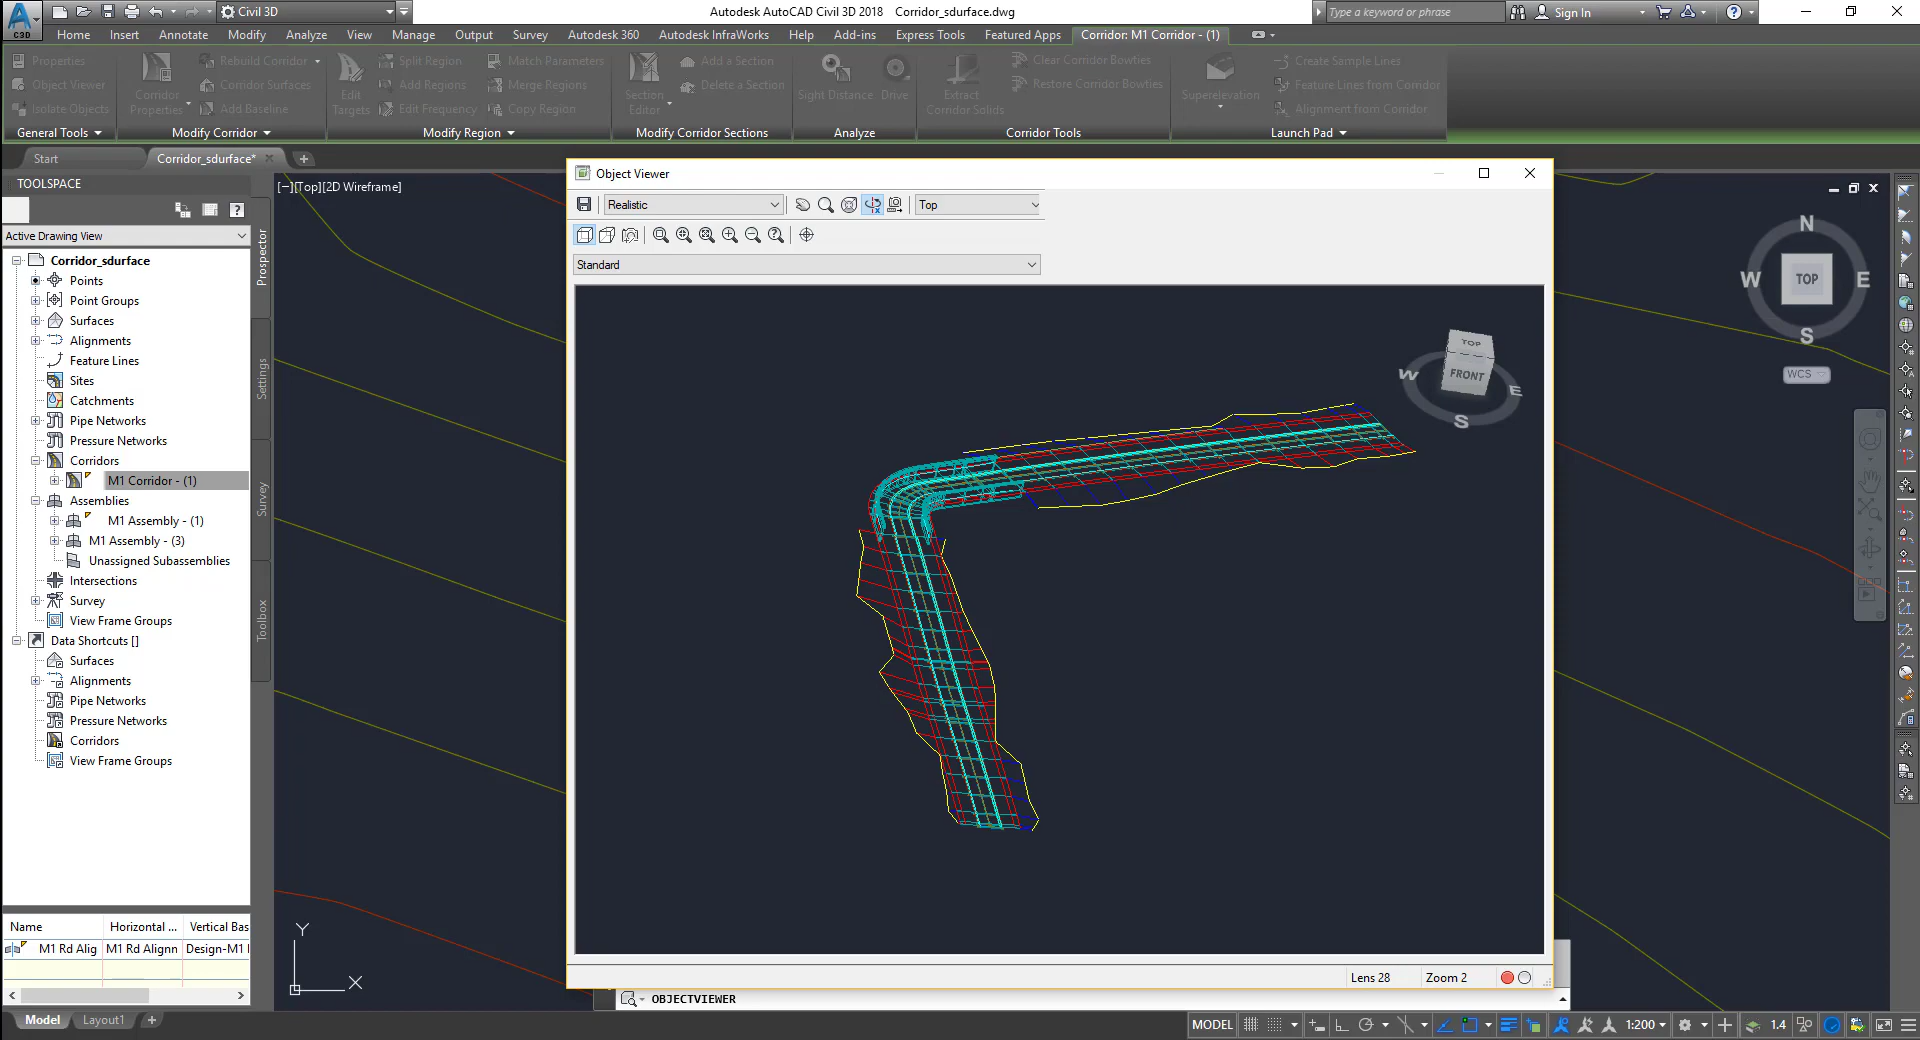 Civil 3D
Autodesk AutoCAD Civil 3D 2018 Corridor_sdurface.dwg
Type a keyword or phrase
Sign In
C3D
Home Insert Annotate Modify Analyze View Manage Output Survey Autodesk 360 Autodesk InfraWorks Help Add-ins Express Tools Featured Apps Corridor: M1 Corridor - (1)
Properties
Object Viewer
Isolate Objects
General Tools
Corridor Properties
Rebuild Corridor
Corridor Surfaces
Add Baseline
Modify Corridor
Edit Targets
Split Region
Add Regions
Edit Frequency
Match Parameters
Merge Regions
Copy Region
Modify Region
Section Editor
Add a Section
Delete a Section
Modify Corridor Sections
Sight Distance
Drive
Analyze
Extract Corridor Solids
Clear Corridor Bowties
Restore Corridor Bowties
Corridor Tools
Superelevation
Create Sample Lines
Feature Lines from Corridor
Alignment from Corridor
Launch Pad
Start
Corridor_sdurface*
TOOLSPACE
Active Drawing View
Corridor_sdurface
Points
Point Groups
Surfaces
Alignments
Feature Lines
Sites
Catchments
Pipe Networks
Pressure Networks
Corridors
M1 Corridor - (1)
Assemblies
M1 Assembly - (1)
M1 Assembly - (3)
Unassigned Subassemblies
Intersections
Survey
View Frame Groups
Data Shortcuts []
Surfaces
Alignments
Pipe Networks
Pressure Networks
Corridors
View Frame Groups
Prospector
Settings
Survey
Toolbox
Name Horizontal ... Vertical Bas
M1 Rd Alig M1 Rd Alignn Design-M1
[−][Top][2D Wireframe]
Object Viewer
Realistic
Top
Standard
TOP
FRONT
W
E
S
N
W
TOP
E
S
WCS
Y
X
Lens 28
Zoom 2
OBJECTVIEWER
Model
Layout1
MODEL
1:200
1.4